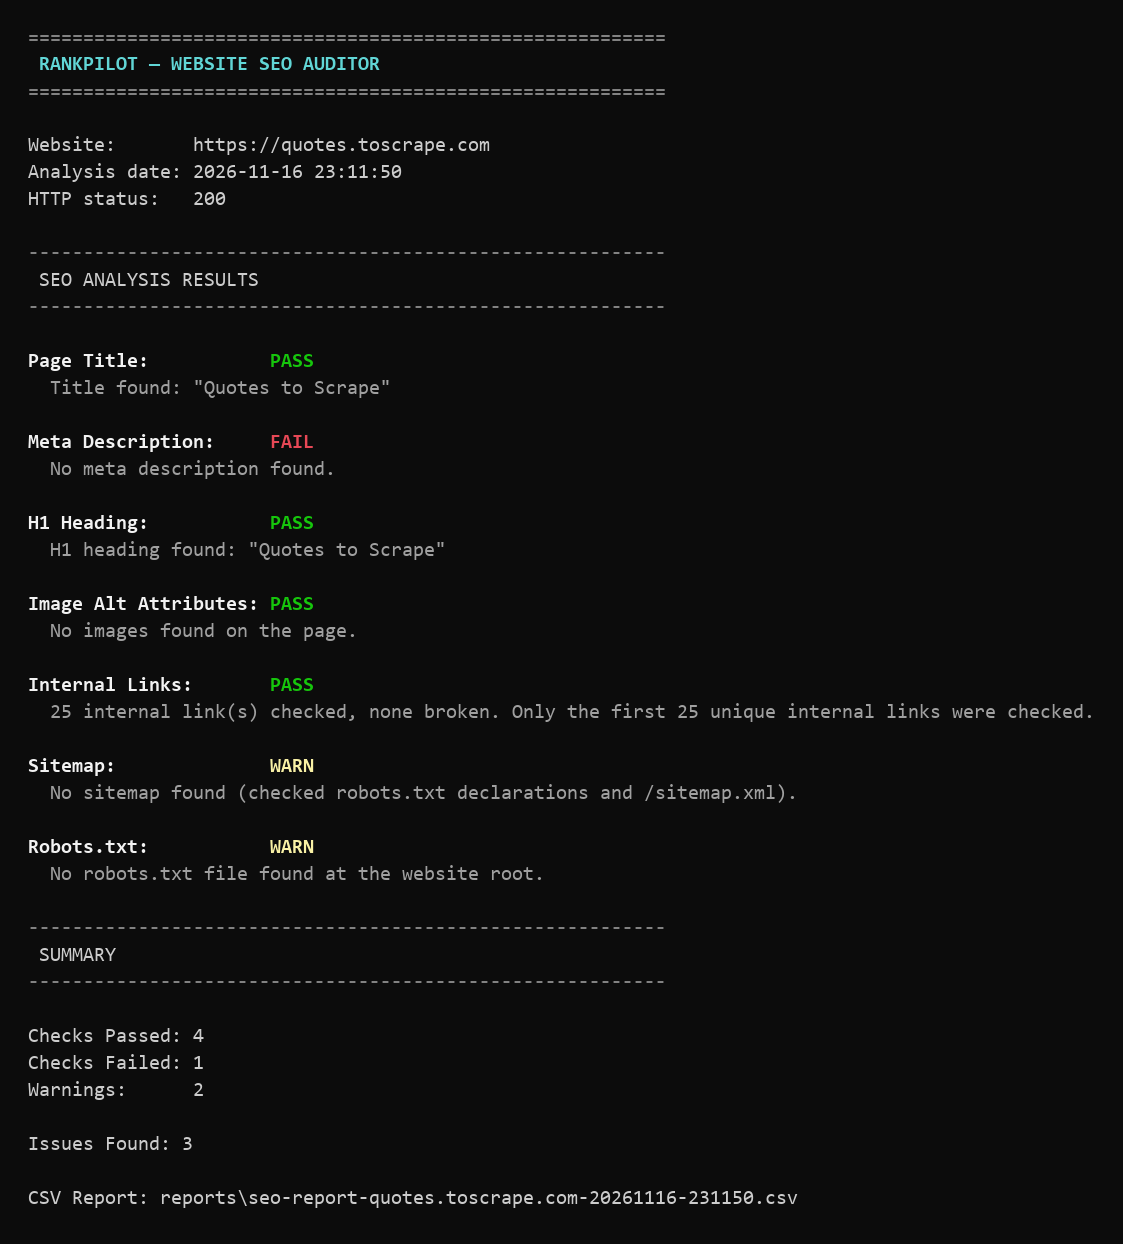 ==========================================================
RANKPILOT — WEBSITE SEO AUDITOR
==========================================================
Website: https://quotes.toscrape.com
Analysis date: 2026-11-16 23:11:50
HTTP status: 200
----------------------------------------------------------
SEO ANALYSIS RESULTS
----------------------------------------------------------
Page Title: PASS
Title found: "Quotes to Scrape"
Meta Description: FAIL
No meta description found.
H1 Heading: PASS
H1 heading found: "Quotes to Scrape"
Image Alt Attributes: PASS
No images found on the page.
Internal Links: PASS
25 internal link(s) checked, none broken. Only the first 25 unique internal links were checked.
Sitemap: WARN
No sitemap found (checked robots.txt declarations and /sitemap.xml).
Robots.txt: WARN
No robots.txt file found at the website root.
----------------------------------------------------------
SUMMARY
----------------------------------------------------------
Checks Passed: 4
Checks Failed: 1
Warnings: 2
Issues Found: 3
CSV Report: reports\seo-report-quotes.toscrape.com-20261116-231150.csv